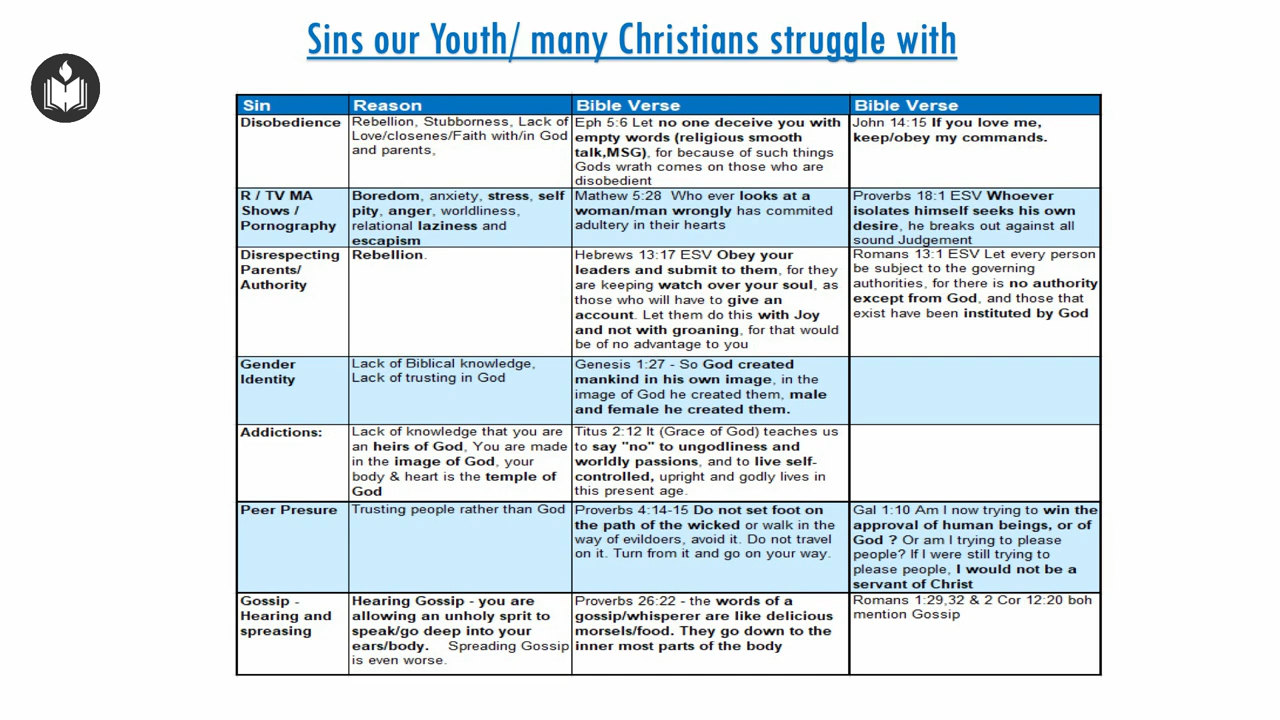 Sins our Youth/ many Christians struggle with
Sin Reason Bible Verse Bible Verse
Disobedience
Rebellion, Stubborness, Lack of
Love/closenes/Faith with/in God
and parents,
Eph 5:6 Let no one deceive you with
empty words (religious smooth
talk,MSG), for because of such things
Gods wrath comes on those who are
disobedient
John 14:15 If you love me,
keep/obey my commands.
R / TV MA
Shows /
Pornography
Boredom, anxiety, stress, self
pity, anger, worldliness,
relational laziness and
escapism
Mathew 5:28 Who ever looks at a
woman/man wrongly has commited
adultery in their hearts
Proverbs 18:1 ESV Whoever
isolates himself seeks his own
desire, he breaks out against all
sound Judgement
Disrespecting
Parents/
Authority
Rebellion.
Hebrews 13:17 ESV Obey your
leaders and submit to them, for they
are keeping watch over your soul, as
those who will have to give an
account. Let them do this with Joy
and not with groaning, for that would
be of no advantage to you
Romans 13:1 ESV Let every person
be subject to the governing
authorities, for there is no authority
except from God, and those that
exist have been instituted by God
Gender
Identity
Lack of Biblical knowledge,
Lack of trusting in God
Genesis 1:27 - So God created
mankind in his own image, in the
image of God he created them, male
and female he created them.
Addictions:
Lack of knowledge that you are
an heirs of God, You are made
in the image of God, your
body & heart is the temple of
God
Titus 2:12 It (Grace of God) teaches us
to say "no" to ungodliness and
worldly passions, and to live self-
controlled, upright and godly lives in
this present age.
Peer Presure
Trusting people rather than God
Proverbs 4:14-15 Do not set foot on
the path of the wicked or walk in the
way of evildoers, avoid it. Do not travel
on it. Turn from it and go on your way.
Gal 1:10 Am I now trying to win the
approval of human beings, or of
God ? Or am I trying to please
people? If I were still trying to
please people, I would not be a
servant of Christ
Gossip -
Hearing and
spreasing
Hearing Gossip - you are
allowing an unholy sprit to
speak/go deep into your
ears/body. Spreading Gossip
is even worse.
Proverbs 26:22 - the words of a
gossip/whisperer are like delicious
morsels/food. They go down to the
inner most parts of the body
Romans 1:29,32 & 2 Cor 12:20 boh
mention Gossip